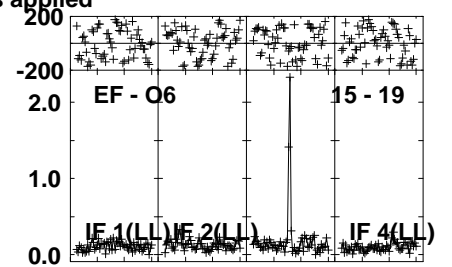 s applied
200
-200
EF - O6 15 - 19
2.0
1.0
IF 1(LL) IF 2(LL) IF 4(LL)
0.0